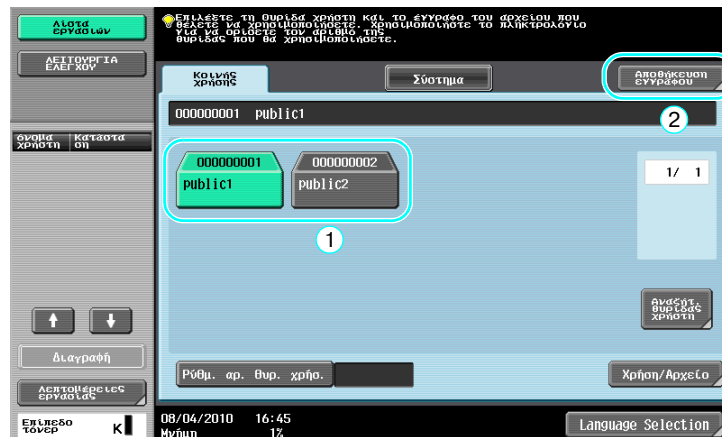 Λίστα
εργασιών
Επιλέξτε τη θυρίδα χρήστη και το έγγραφο του αρχείου που
θέλετε να χρησιμοποιήσετε. Χρησιμοποιήστε το πληκτρολόγιο
για να ορίσετε τον αριθμό της
θυρίδας που θα χρησιμοποιήσετε.
ΛΕΙΤΟΥΡΓΙΑ
ΕΛΕΓΧΟΥ
Κοινής
χρήσης
Σύστημα
Αποθήκευση
εγγράφου
2
000000001 public1
όνομα
χρήστη
Κατάστα
ση
000000001
public1
000000002
public2
1/ 1
1
Αναζήτ.
θυρίδας
χρήστη
Διαγραφή
Ρύθμ. αρ. θυρ. χρήσ.
Χρήση/Αρχείο
Λεπτομέρειες
εργασίας
Επίπεδο
τόνερ
K
08/04/2010 16:45
Μνήμη 1%
Language Selection